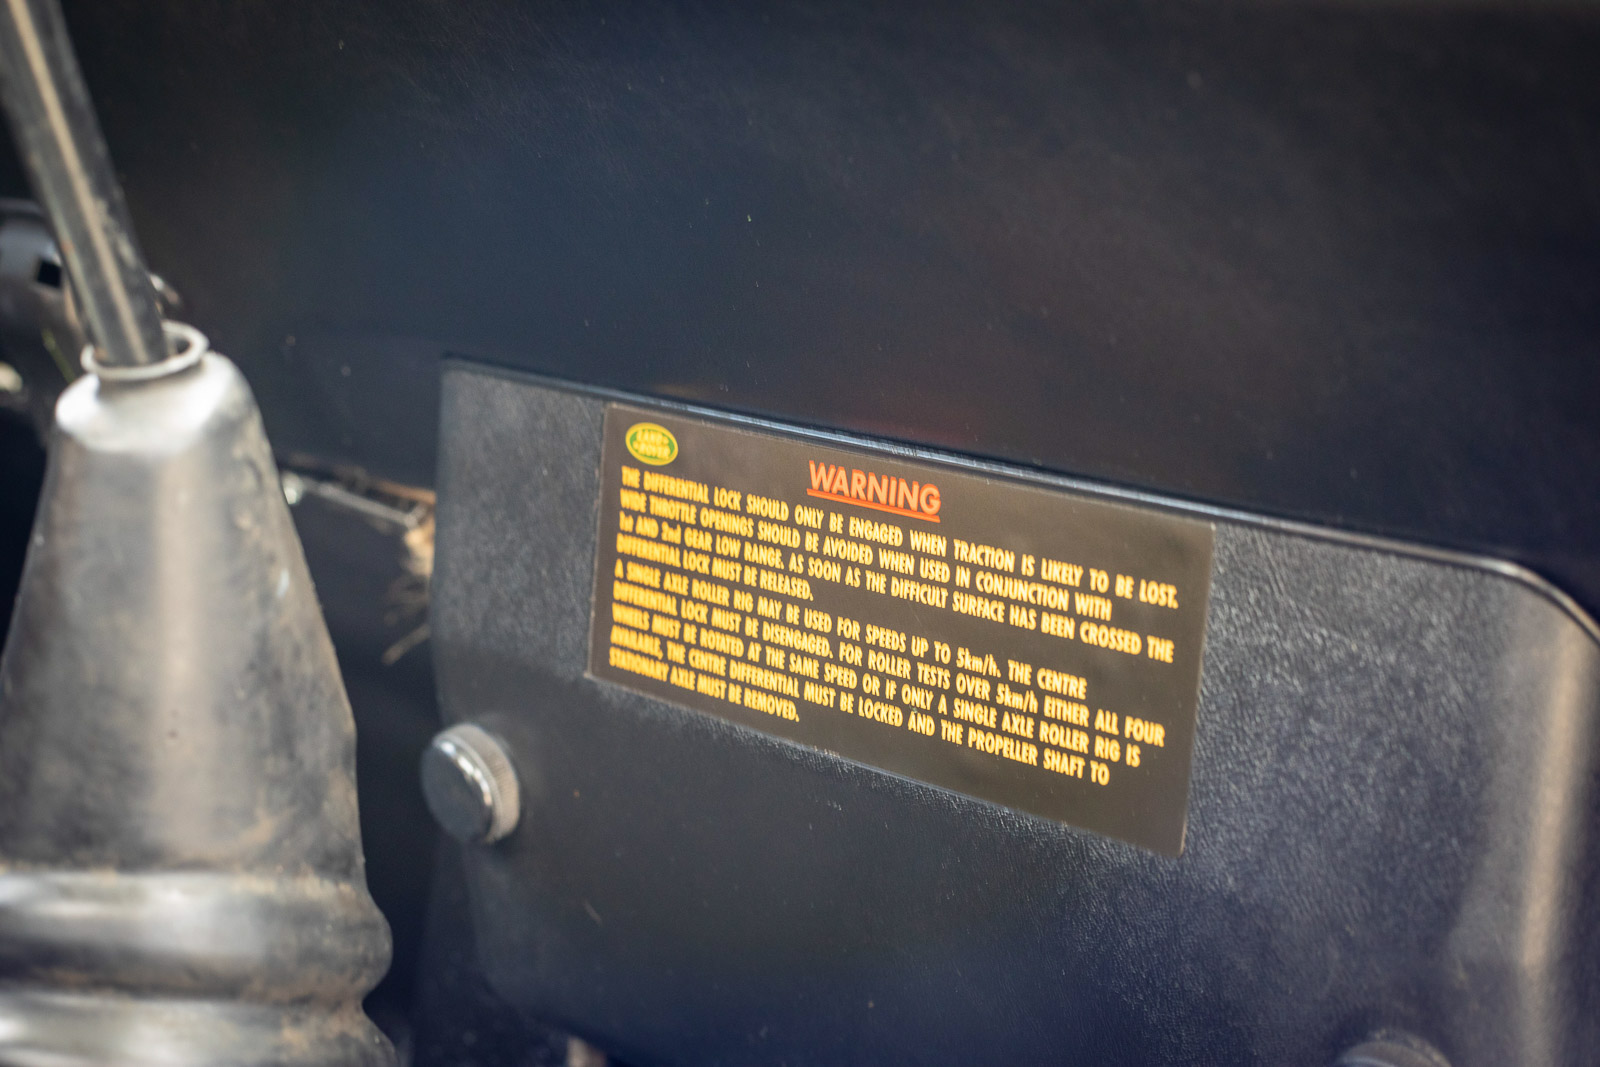 LAND ROVER
WARNING
THE DIFFERENTIAL LOCK SHOULD ONLY BE ENGAGED WHEN TRACTION IS LIKELY TO BE LOST.
WIDE THROTTLE OPENINGS SHOULD BE AVOIDED WHEN USED IN CONJUNCTION WITH
1st AND 2nd GEAR LOW RANGE. AS SOON AS THE DIFFICULT SURFACE HAS BEEN CROSSED THE
DIFFERENTIAL LOCK MUST BE RELEASED.
A SINGLE AXLE ROLLER RIG MAY BE USED FOR SPEEDS UP TO 5km/h. THE CENTRE
DIFFERENTIAL LOCK MUST BE DISENGAGED. FOR ROLLER TESTS OVER 5km/h EITHER ALL FOUR
WHEELS MUST BE ROTATED AT THE SAME SPEED OR IF ONLY A SINGLE AXLE ROLLER RIG IS
AVAILABLE, THE CENTRE DIFFERENTIAL MUST BE LOCKED AND THE PROPELLER SHAFT TO
STATIONARY AXLE MUST BE REMOVED.